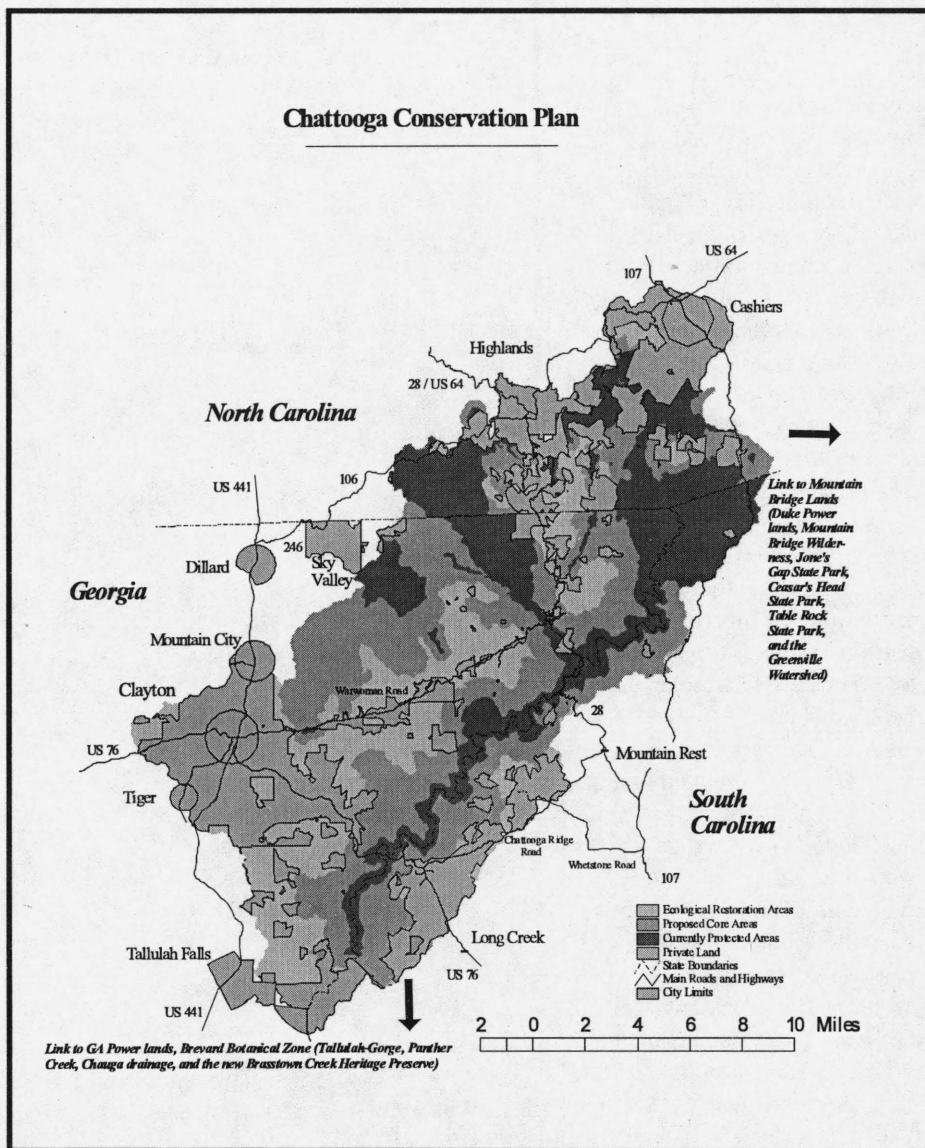 Chattooga Conservation Plan
US 64
107
Cashiers
Highlands
28 / US 64
North Carolina
106
US 441
246
Sky
Valley
Dillard
Georgia
Link to Mountain
Bridge Lands
(Duke Power
lands, Mountain
Bridge Wilder-
ness, Jone's
Gap State Park,
Ceasar's Head
State Park,
Table Rock
State Park,
and the
Greenville
Watershed)
Mountain City
Clayton
Warwoman Road
28
US 76
Mountain Rest
Tiger
South
Carolina
Chattooga Ridge
Road
Whetstone Road
107
Ecological Restoration Areas
Proposed Core Areas
Currently Protected Areas
Private Land
State Boundaries
Main Roads and Highways
City Limits
Tallulah Falls
Long Creek
US 76
US 441
2 0 2 4 6 8 10 Miles
Link to GA Power lands, Brevard Botanical Zone (Tallulah-Gorge, Panther
Creek, Chauga drainage, and the new Brasstown Creek Heritage Preserve)